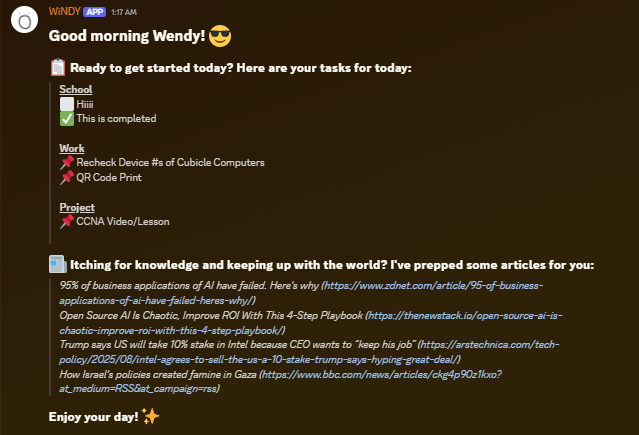 WiNDY APP 1:17 AM
Good morning Wendy! 😎
📋 Ready to get started today? Here are your tasks for today:
School
⬜ Hiiii
✅ This is completed
Work
📌 Recheck Device #s of Cubicle Computers
📌 QR Code Print
Project
📌 CCNA Video/Lesson
📰 Itching for knowledge and keeping up with the world? I've prepped some articles for you:
95% of business applications of AI have failed. Here's why (https://www.zdnet.com/article/95-of-business-
applications-of-ai-have-failed-heres-why/)
Open Source AI Is Chaotic, Improve ROI With This 4-Step Playbook (https://thenewstack.io/open-source-ai-is-
chaotic-improve-roi-with-this-4-step-playbook/)
Trump says US will take 10% stake in Intel because CEO wants to “keep his job” (https://arstechnica.com/tech-
policy/2025/08/intel-agrees-to-sell-the-us-a-10-stake-trump-says-hyping-great-deal/)
How Israel's policies created famine in Gaza (https://www.bbc.com/news/articles/ckg4p90z1kxo?
at_medium=RSS&at_campaign=rss)
Enjoy your day! ✨